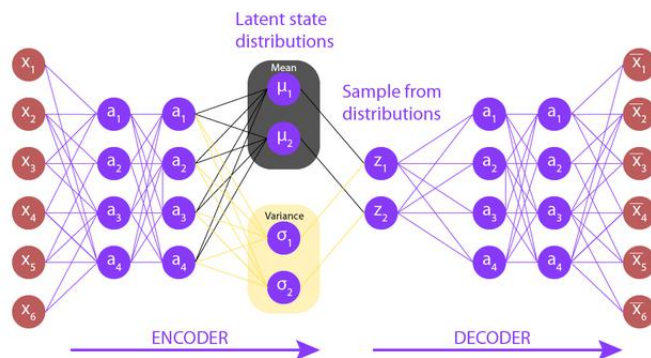 Latent state
distributions
Mean
Sample from
distributions
Variance
x₁
x₂
x₃
x₄
x₅
x₆
a₁
a₂
a₃
a₄
a₁
a₂
a₃
a₄
μ₁
μ₂
σ₁
σ₂
z₁
z₂
a₁
a₂
a₃
a₄
a₁
a₂
a₃
a₄
x̅₁
x̅₂
x̅₃
x̅₄
x̅₅
x̅₆
ENCODER
DECODER